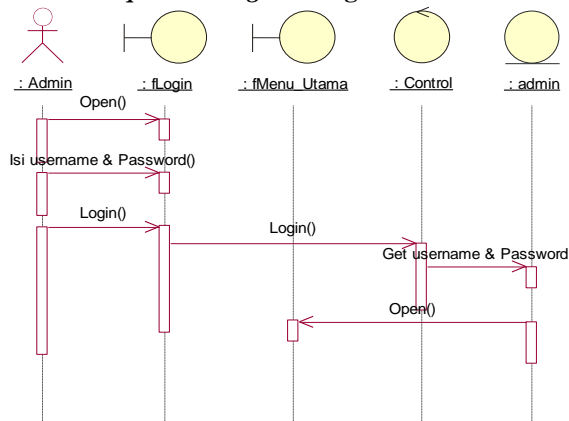 : Admin
: fLogin
: fMenu_Utama
: Control
: admin
Open()
Isi username & Password()
Login()
Login()
Get username & Password
Open()